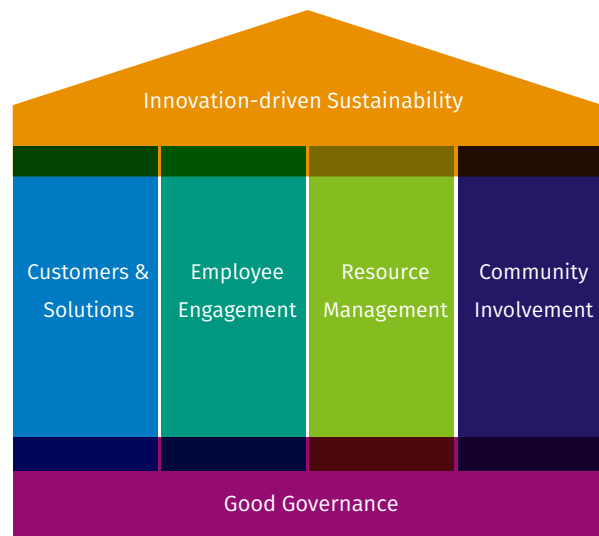 Innovation-driven Sustainability
Customers &
Solutions
Employee
Engagement
Resource
Management
Community
Involvement
Good Governance